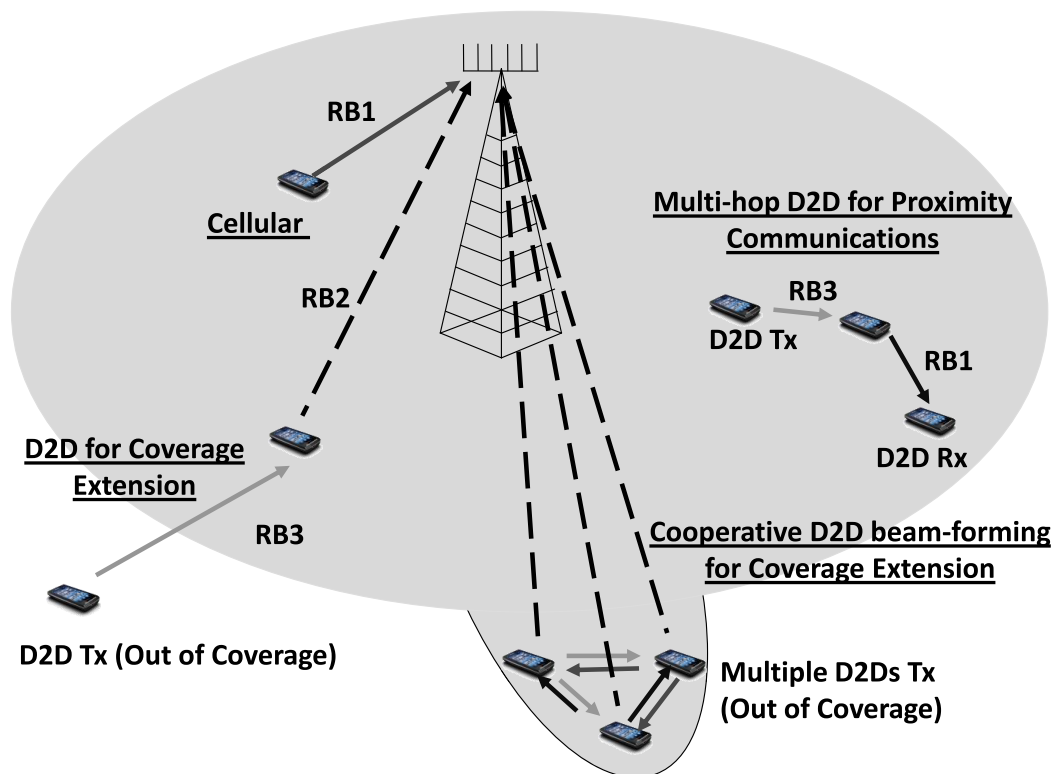 RB1
Cellular
Multi-hop D2D for Proximity
Communications
RB2
RB3
D2D Tx
RB1
D2D Rx
D2D for Coverage
Extension
RB3
Cooperative D2D beam-forming
for Coverage Extension
D2D Tx (Out of Coverage)
Multiple D2Ds Tx
(Out of Coverage)